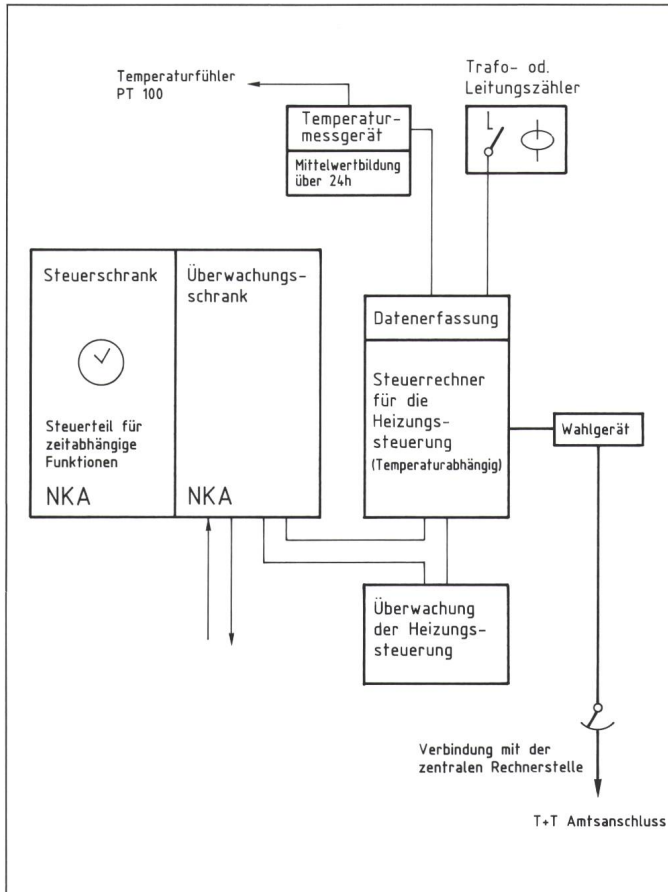 Temperaturfühler
PT 100
Trafo- od.
Leitungszähler
Temperatur-
messgerät
Mittelwertbildung
über 24h
Steuerschrank
Überwachungs-
schrank
Datenerfassung
Steuerrechner
für die
Heizungs-
steuerung
(Temperaturabhängig)
Wahlgerät
Steuerteil für
zeitabhängige
Funktionen
NKA
NKA
Überwachung
der Heizungs-
steuerung
Verbindung mit der
zentralen Rechnerstelle
T+T Amtsanschluss